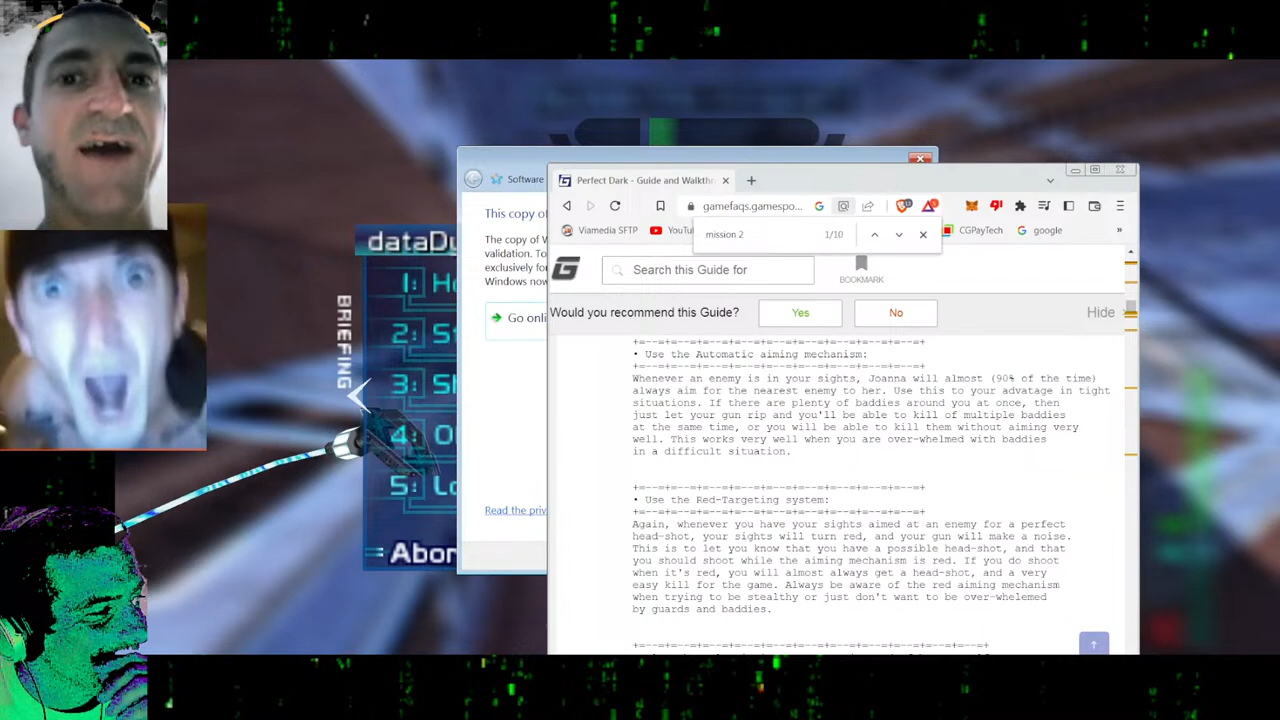 Software
This copy of
The copy of W
validation. To
exclusively for
Windows now
Go onli
Read the priv
dataDu
1: Ho
2: St
3: Sh
4: O
5: Lo
Abor
BRIEFING
Perfect Dark - Guide and Walkthr
gamefaqs.gamespo...
Viamedia SFTP
YouTu
CGPayTech
google
»
mission 2
1/10
Search this Guide for
BOOKMARK
Would you recommend this Guide?
Yes
No
Hide
+=--=+=--=+=--=+=--=+=--=+=--=+=--=+=--=+=--=+
• Use the Automatic aiming mechanism:
+=--=+=--=+=--=+=--=+=--=+=--=+=--=+=--=+=--=+
Whenever an enemy is in your sights, Joanna will almost (90% of the time)
always aim for the nearest enemy to her. Use this to your advatage in tight
situations. If there are plenty of baddies around you at once, then
just let your gun rip and you'll be able to kill of multiple baddies
at the same time, or you will be able to kill them without aiming very
well. This works very well when you are over-whelmed with baddies
in a difficult situation.
+=--=+=--=+=--=+=--=+=--=+=--=+=--=+=--=+=--=+
• Use the Red-Targeting system:
+=--=+=--=+=--=+=--=+=--=+=--=+=--=+=--=+=--=+
Again, whenever you have your sights aimed at an enemy for a perfect
head-shot, your sights will turn red, and your gun will make a noise.
This is to let you know that you have a possible head-shot, and that
you should shoot while the aiming mechanism is red. If you do shoot
when it's red, you will almost always get a head-shot, and a very
easy kill for the game. Always be aware of the red aiming mechanism
when trying to be stealthy or just don't want to be over-whelemed
by guards and baddies.
+=--=+=--=+=--=+=--=+=--=+=--=+=--=+=--=+=--=+=--=+